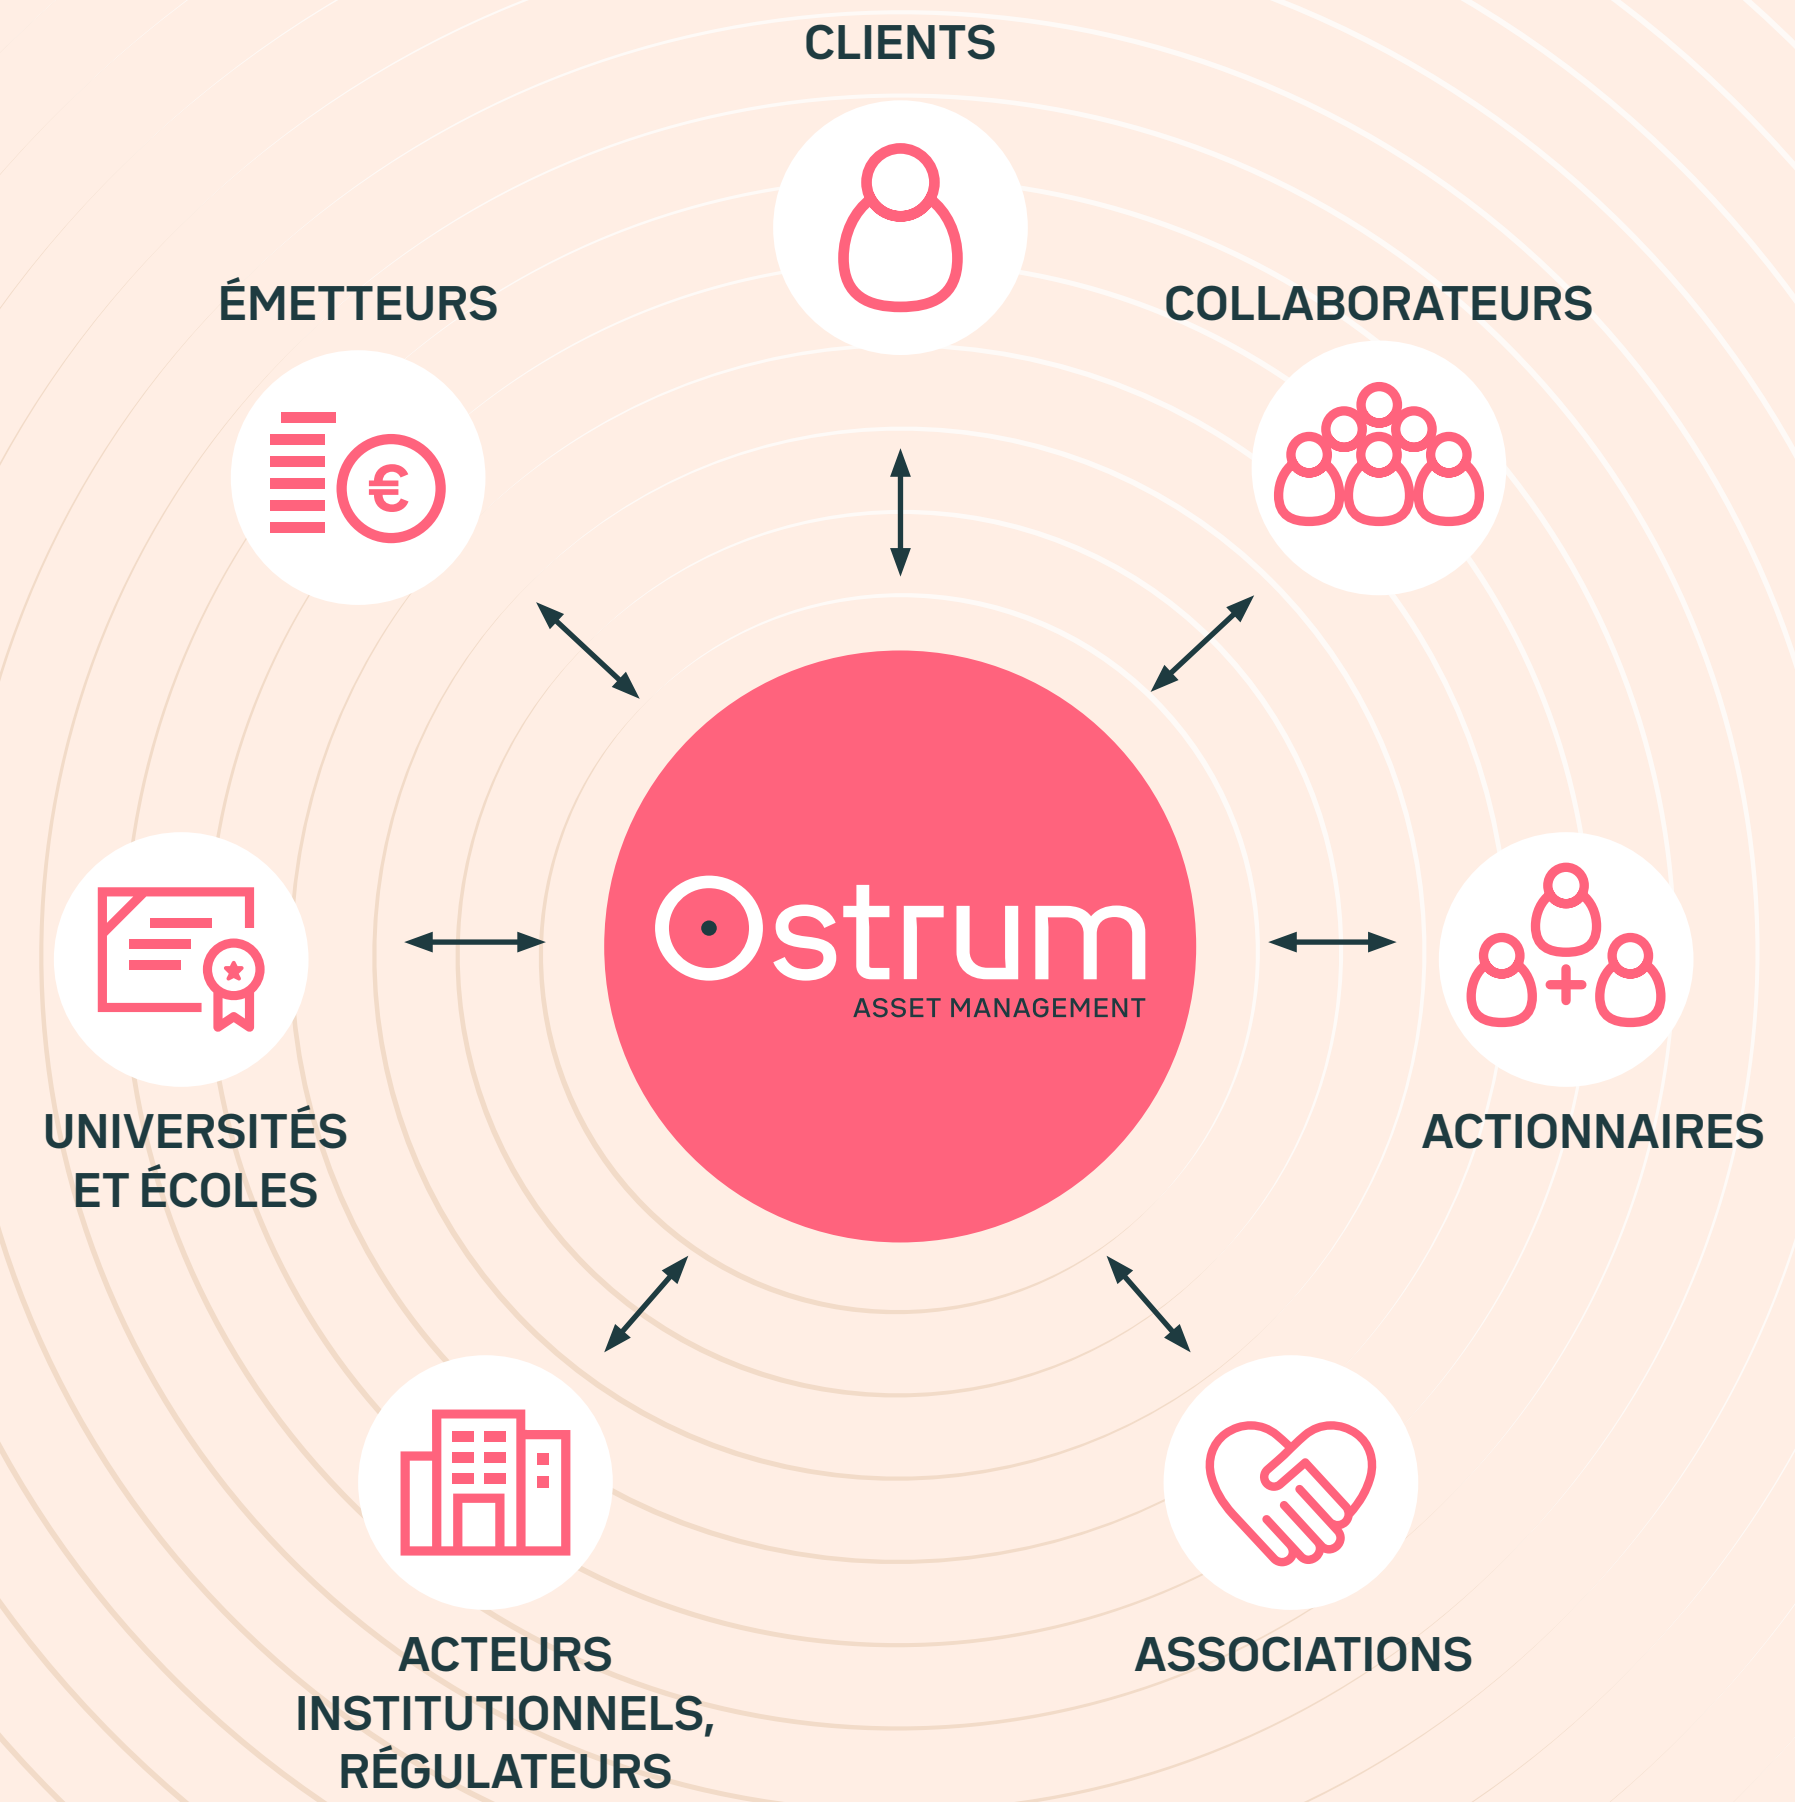 CLIENTS
ÉMETTEURS
COLLABORATEURS
€
Ostrum
ASSET MANAGEMENT
UNIVERSITÉS
ET ÉCOLES
ACTIONNAIRES
ACTEURS
INSTITUTIONNELS,
RÉGULATEURS
ASSOCIATIONS